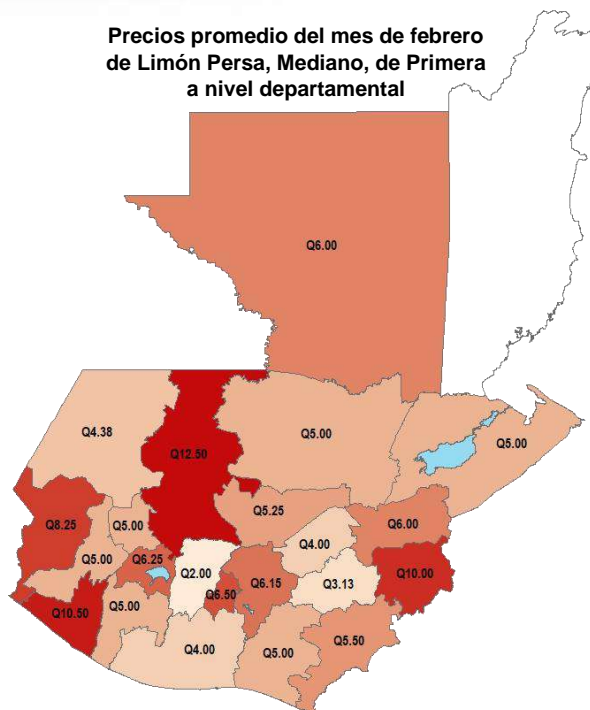 Precios promedio del mes de febrero
de Limón Persa, Mediano, de Primera
a nivel departamental
Q6.00
Q4.38
Q12.50
Q5.00
Q5.00
Q8.25
Q5.00
Q5.25
Q6.00
Q5.00
Q6.25
Q2.00
Q4.00
Q10.00
Q6.15
Q3.13
Q6.50
Q10.50
Q5.00
Q4.00
Q5.00
Q5.50